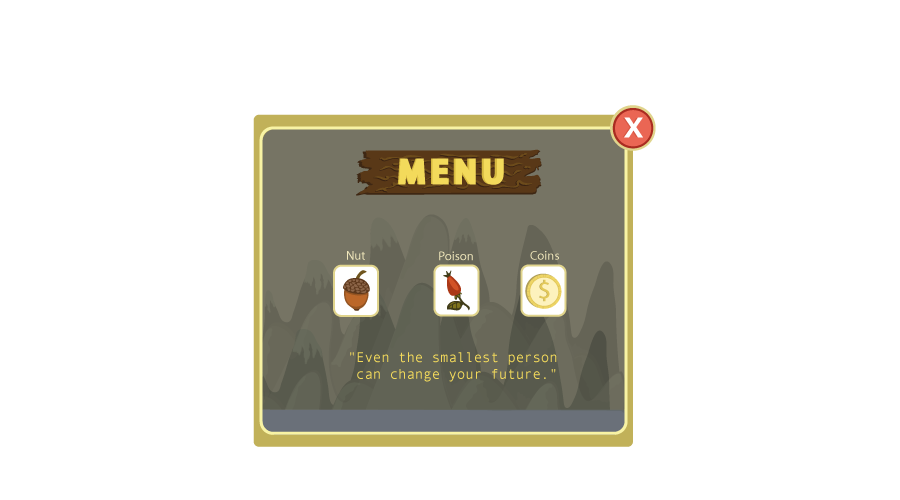 X
MENU
Nut
Poison
Coins
$
"Even the smallest person
can change your future."